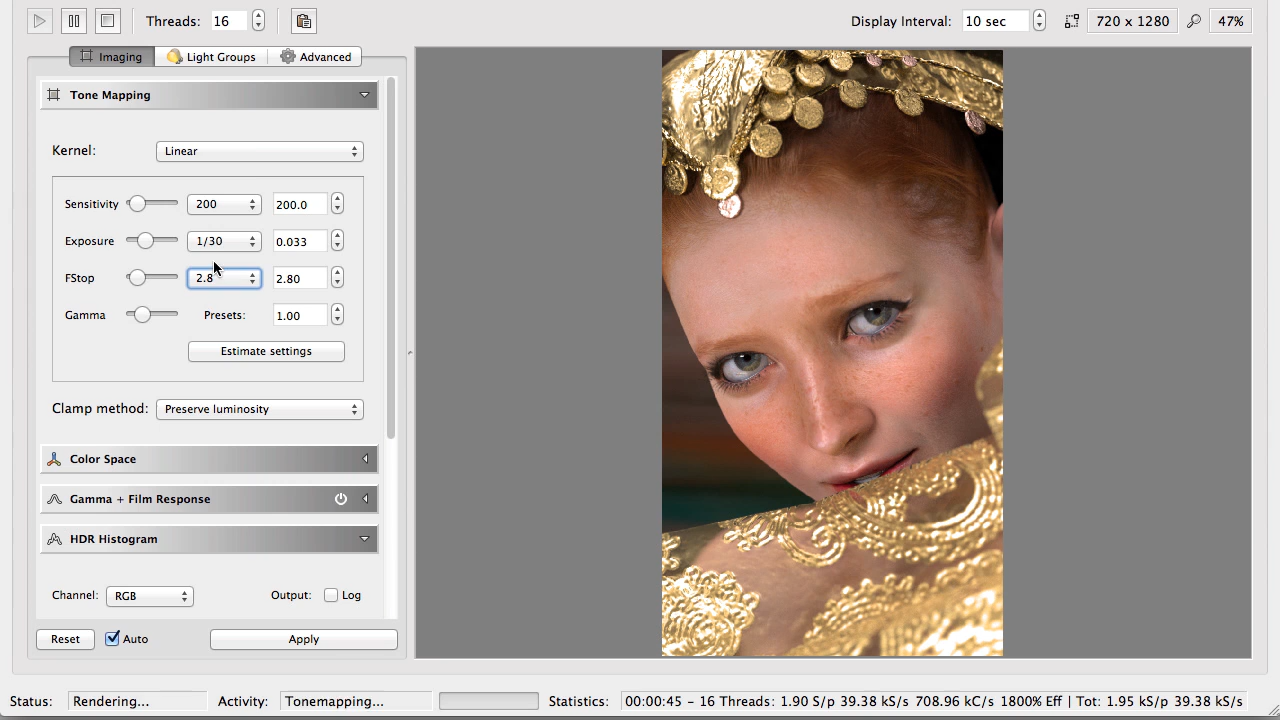 Threads: 16
Display Interval: 10 sec
720 x 1280
47%
Imaging
Light Groups
Advanced
Tone Mapping
Kernel: Linear
Sensitivity 200 200.0
Exposure 1/30 0.033
FStop 2.8 2.80
Gamma Presets: 1.00
Estimate settings
Clamp method: Preserve luminosity
Color Space
Gamma + Film Response
HDR Histogram
Channel: RGB Output: Log
Reset Auto Apply
Status: Rendering... Activity: Tonemapping... Statistics: 00:00:45 - 16 Threads: 1.90 S/p 39.38 kS/s 708.96 kC/s 1800% Eff | Tot: 1.95 kS/p 39.38 kS/s